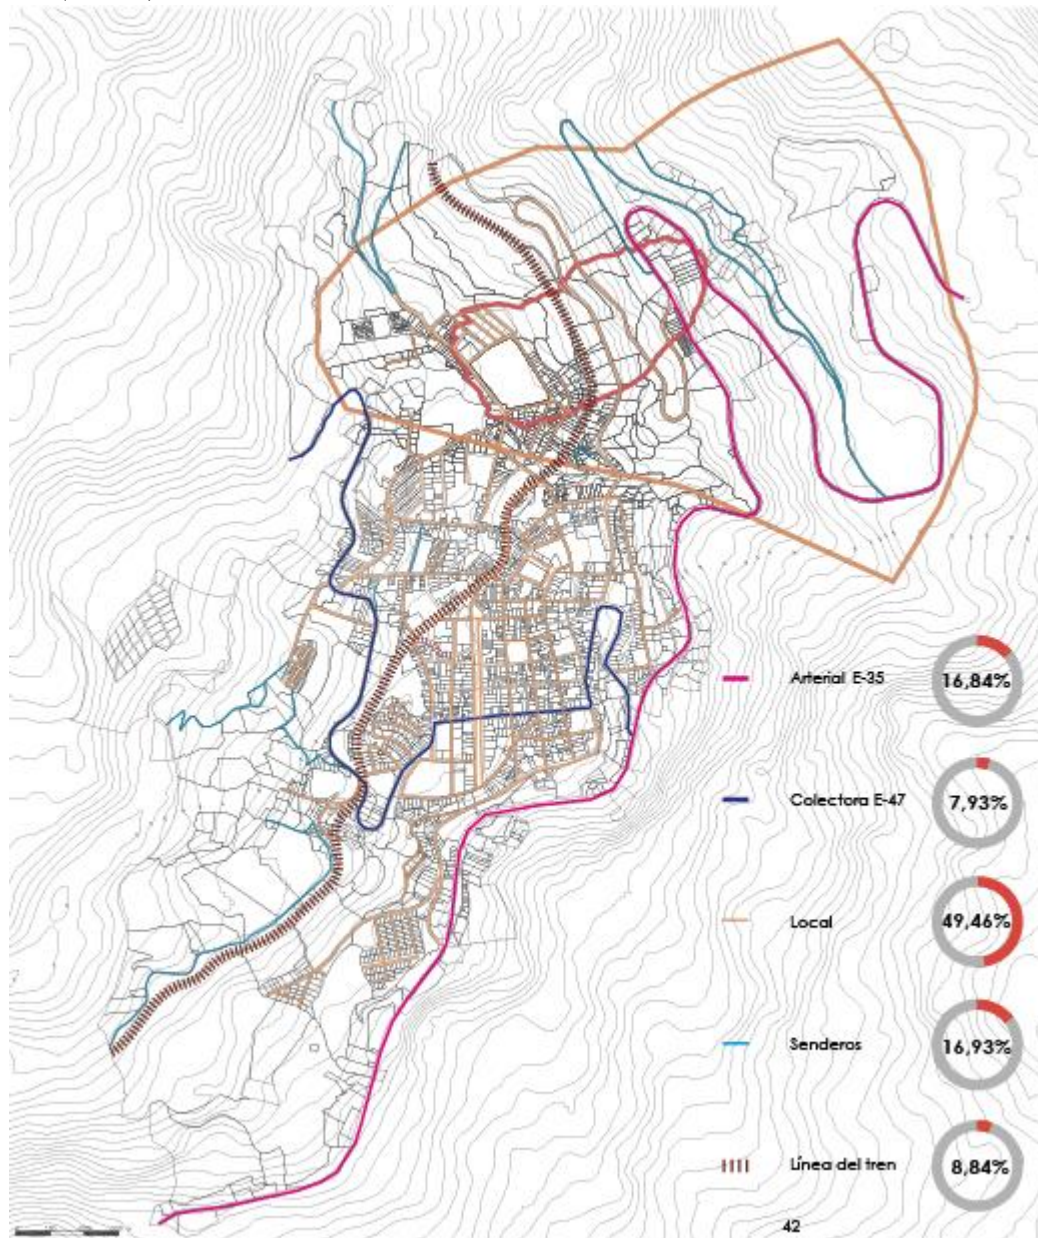 Arterial E-35 16,84%
Colectora E-47 7,93%
Local 49,46%
Senderos 16,93%
Línea del tren 8,84%
42